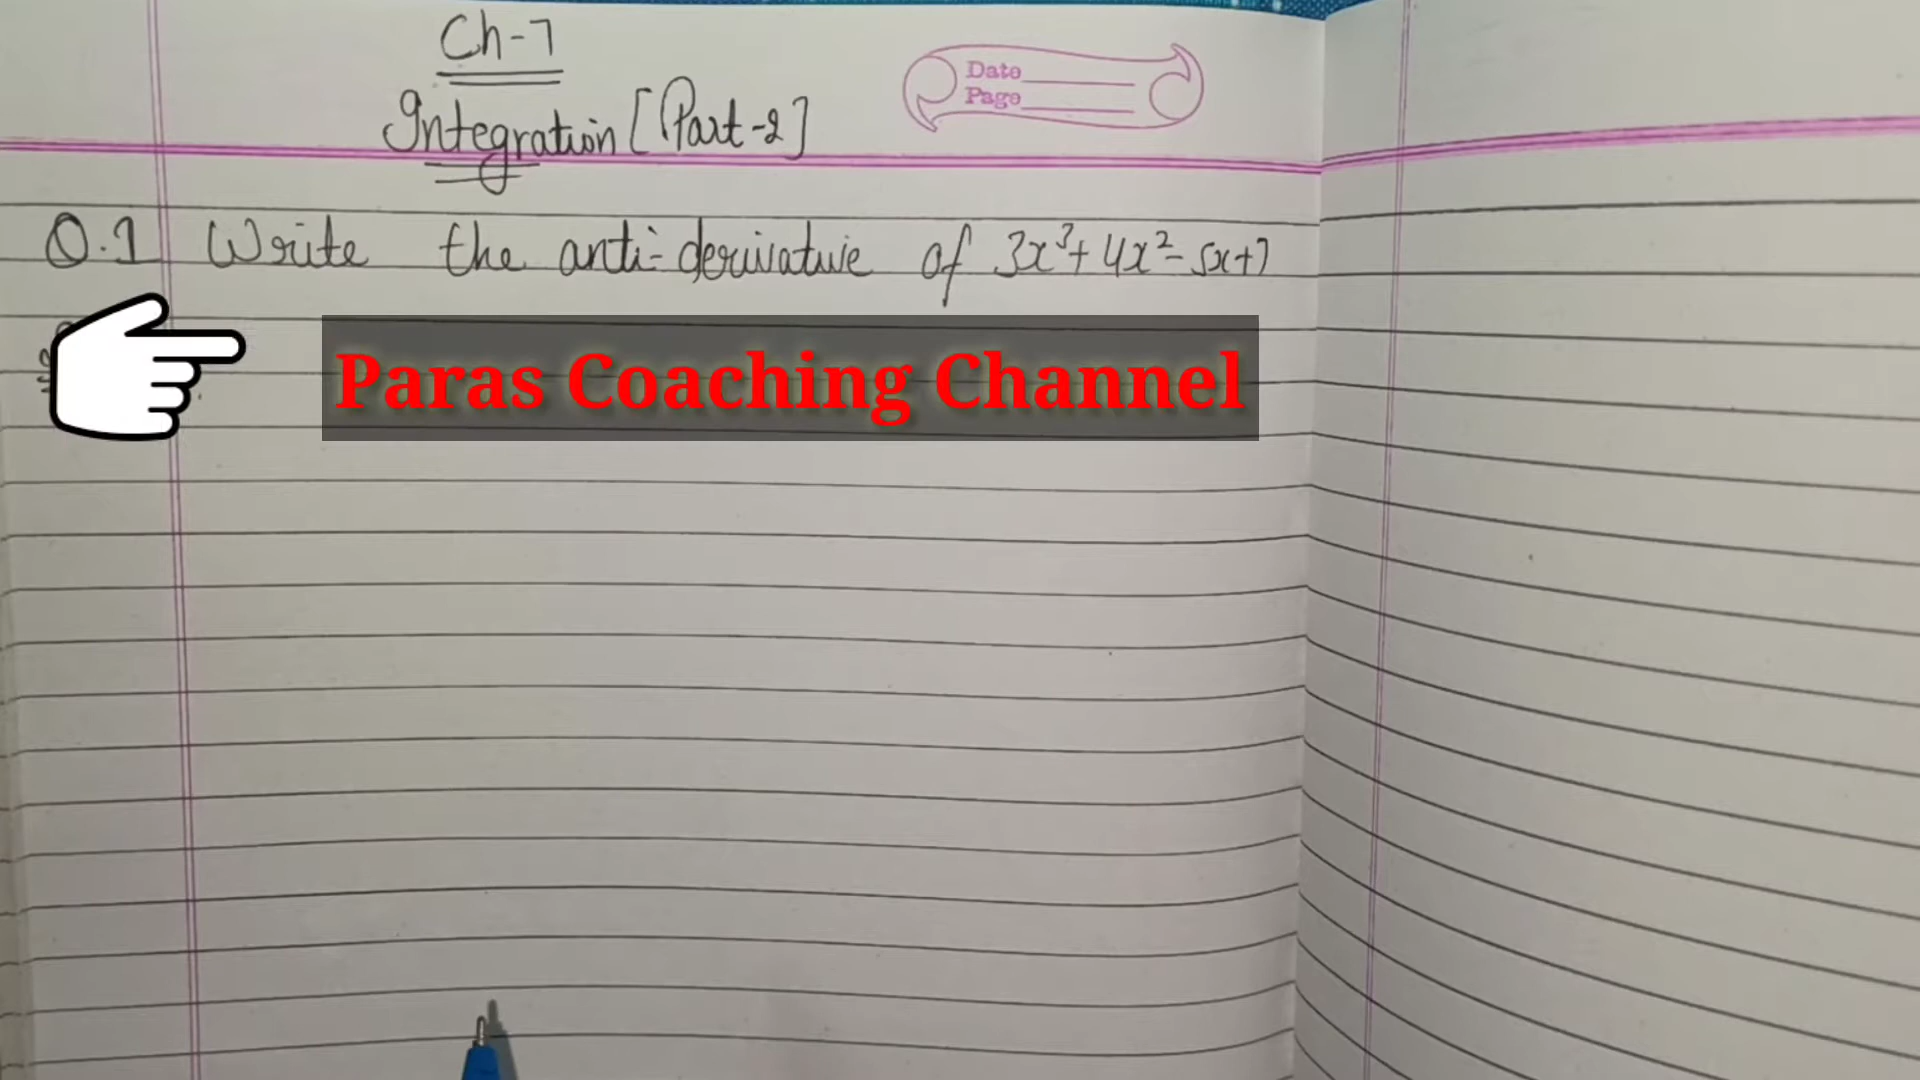 Ch-7
Integration [Part-2]
Date
Page
Q.1 Write the anti-derivative of 3x³+4x²-5x+7
Paras Coaching Channel